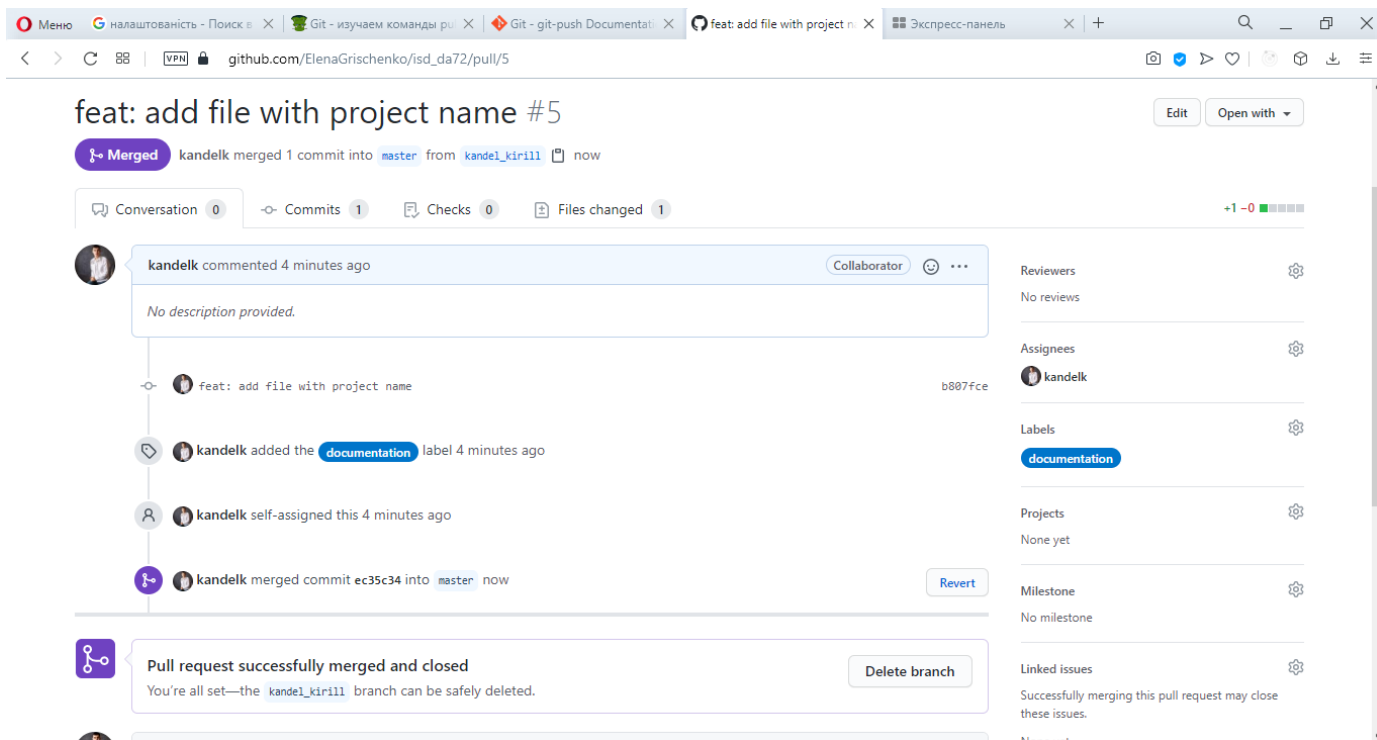 Меню налаштованість - Поиск в Git - изучаем команды pu Git - git-push Documentati feat: add file with project n Экспресс-панель
VPN github.com/ElenaGrischenko/isd_da72/pull/5
feat: add file with project name #5
Edit Open with
Merged kandelk merged 1 commit into master from kandel_kirill now
Conversation 0 Commits 1 Checks 0 Files changed 1 +1 −0
kandelk commented 4 minutes ago Collaborator ...
No description provided.
feat: add file with project name b807fce
kandelk added the documentation label 4 minutes ago
kandelk self-assigned this 4 minutes ago
kandelk merged commit ec35c34 into master now Revert
Pull request successfully merged and closed
You're all set—the kandel_kirill branch can be safely deleted.
Delete branch
Reviewers
No reviews
Assignees
kandelk
Labels
documentation
Projects
None yet
Milestone
No milestone
Linked issues
Successfully merging this pull request may close
these issues.